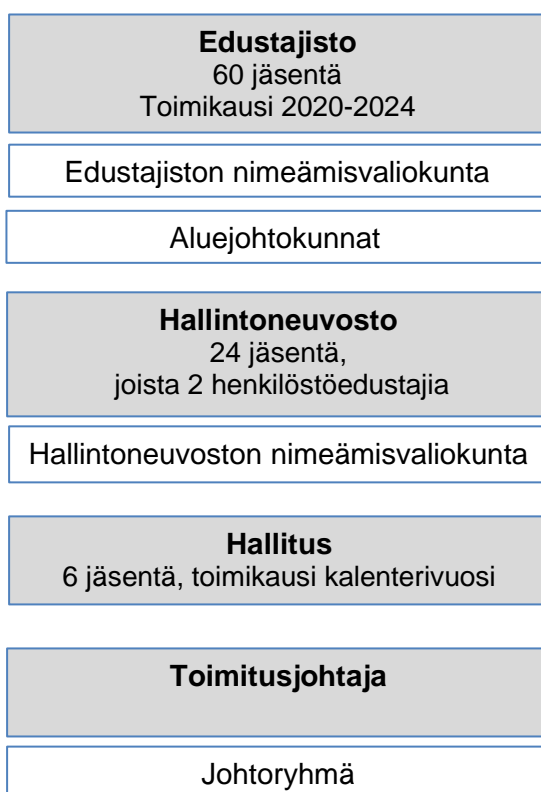 Edustajisto
60 jäsentä
Toimikausi 2020-2024
Edustajiston nimeämisvaliokunta
Aluejohtokunnat
Hallintoneuvosto
24 jäsentä,
joista 2 henkilöstöedustajia
Hallintoneuvoston nimeämisvaliokunta
Hallitus
6 jäsentä, toimikausi kalenterivuosi
Toimitusjohtaja
Johtoryhmä